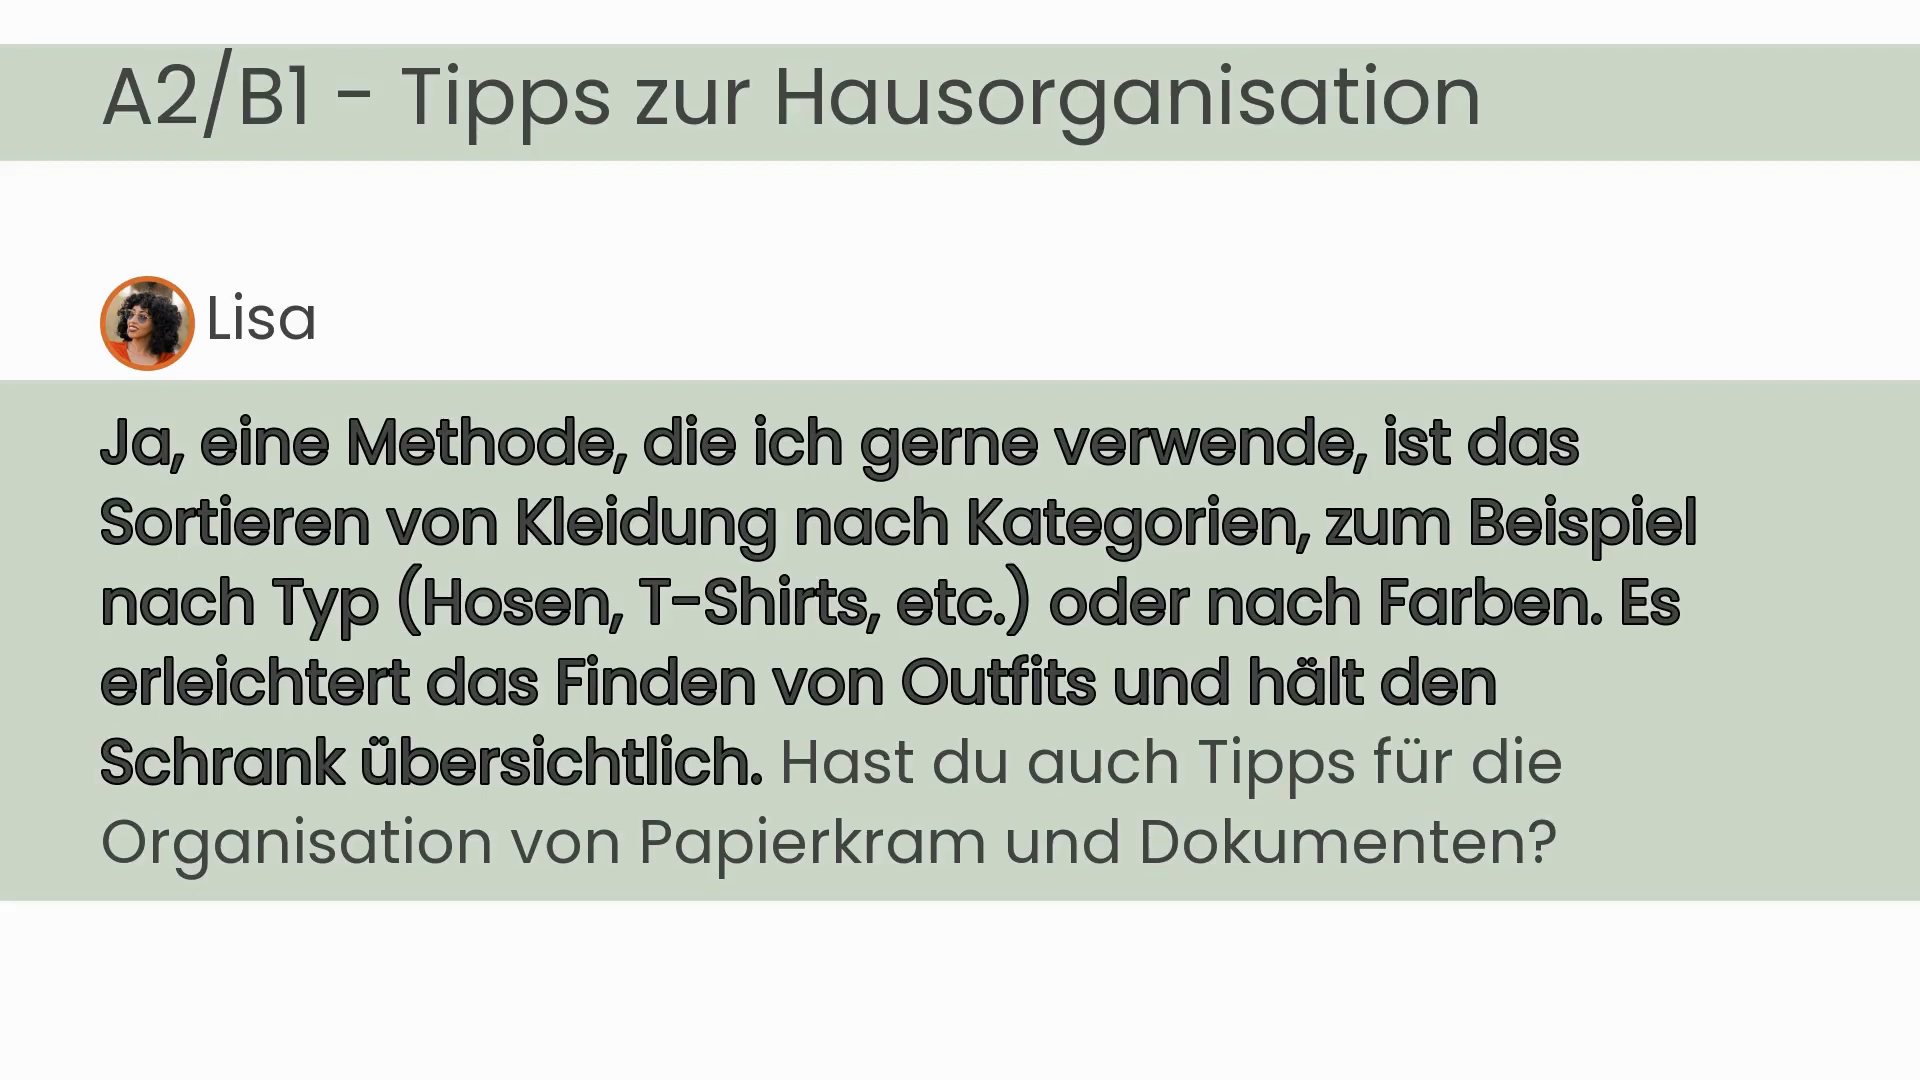 A2/B1 - Tipps zur Hausorganisation
Lisa
Ja, eine Methode, die ich gerne verwende, ist das
Sortieren von Kleidung nach Kategorien, zum Beispiel
nach Typ (Hosen, T-Shirts, etc.) oder nach Farben. Es
erleichtert das Finden von Outfits und hält den
Schrank übersichtlich. Hast du auch Tipps für die
Organisation von Papierkram und Dokumenten?